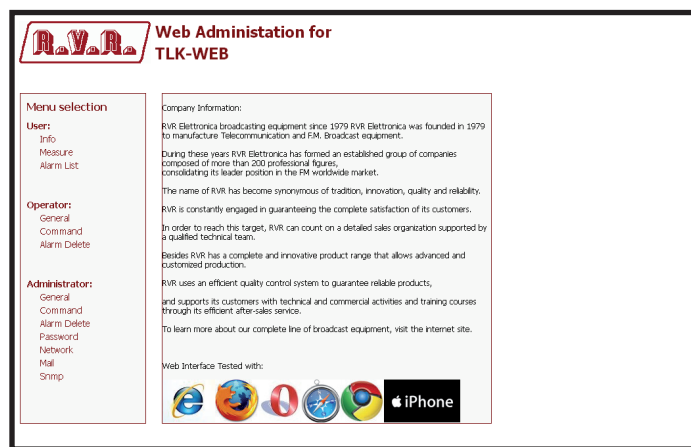 R.V.R.
Web Administation for
TLK-WEB
Menu selection
User:
Info
Measure
Alarm List
Operator:
General
Command
Alarm Delete
Administrator:
General
Command
Alarm Delete
Password
Network
Mail
Snmp
Company Information:
RVR Elettronica broadcasting equipment since 1979 RVR Elettronica was founded in 1979
to manufacture Telecommunication and F.M. Broadcast equipment.
During these years RVR Elettronica has formed an established group of companies
composed of more than 200 professional figures,
consolidating its leader position in the FM worldwide market.
The name of RVR has become synonymous of tradition, innovation, quality and reliability.
RVR is constantly engaged in guaranteeing the complete satisfaction of its customers.
In order to reach this target, RVR can count on a detailed sales organization supported by
a qualified technical team.
Besides RVR has a complete and innovative product range that allows advanced and
customized production.
RVR uses an efficient quality control system to guarantee reliable products,
and supports its customers with technical and commercial activities and training courses
through its efficient after-sales service.
To learn more about our complete line of broadcast equipment, visit the internet site.
Web Interface Tested with:
iPhone